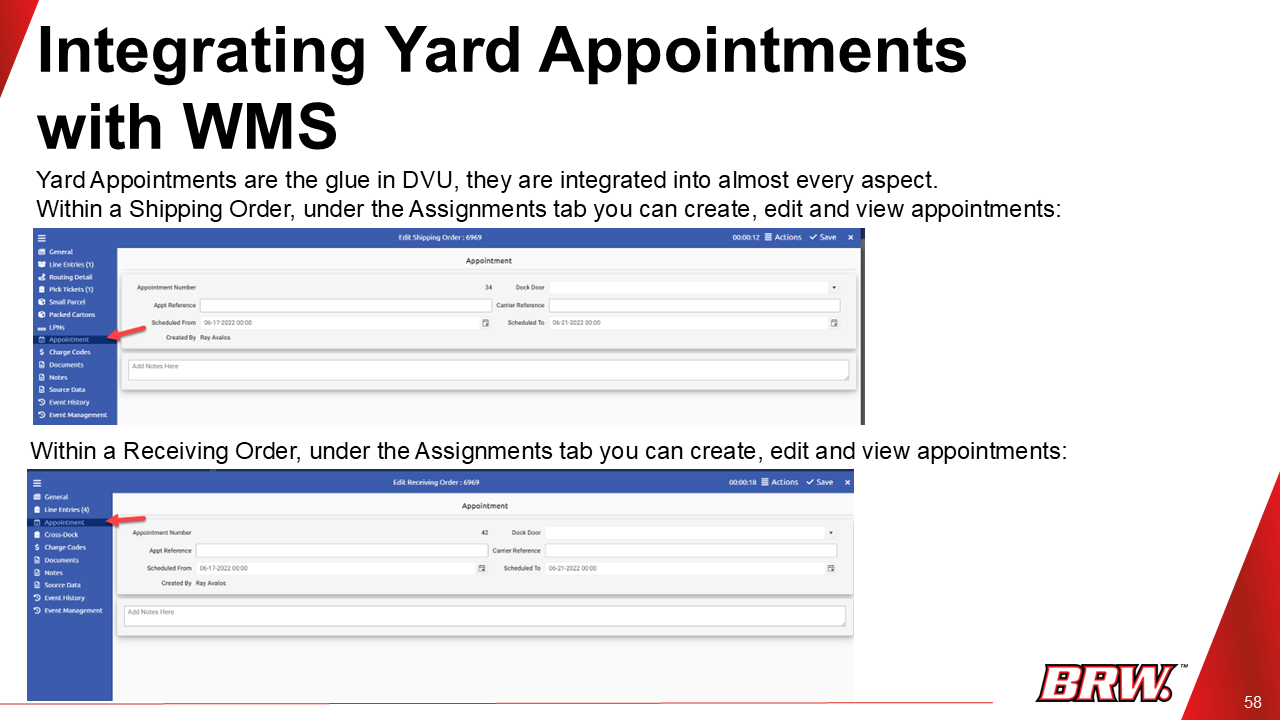 Integrating Yard Appointments
with WMS
Yard Appointments are the glue in DVU, they are integrated into almost every aspect.
Within a Shipping Order, under the Assignments tab you can create, edit and view appointments:
Edit Shipping Order : 6969
00:00:12 Actions Save ×
General
Line Entries (1)
Routing Detail
Pick Tickets (1)
Small Parcel
Packed Cartons
LPNs
Appointment
Charge Codes
Documents
Notes
Source Data
Event History
Event Management
Appointment
Appointment Number 34 Dock Door
Appt Reference Carrier Reference
Scheduled From 06-17-2022 00:00 Scheduled To 06-21-2022 00:00
Created By Ray Avalos
Add Notes Here
Within a Receiving Order, under the Assignments tab you can create, edit and view appointments:
Edit Receiving Order : 6969
00:00:18 Actions Save ×
General
Line Entries (4)
Appointment
Cross-Dock
Charge Codes
Documents
Notes
Source Data
Event History
Event Management
Appointment
Appointment Number 42 Dock Door
Appt Reference Carrier Reference
Scheduled From 06-17-2022 00:00 Scheduled To 06-21-2022 00:00
Created By Ray Avalos
Add Notes Here
BRW.™
58